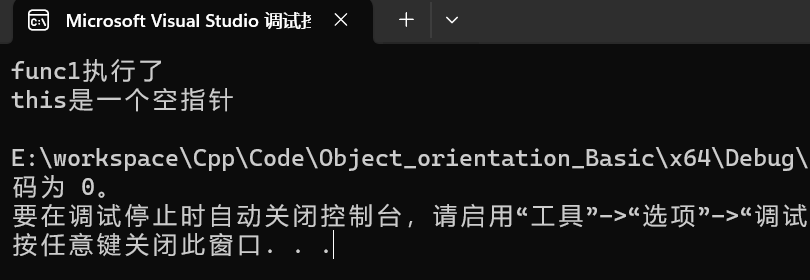 Microsoft Visual Studio 调试
func1执行了
this是一个空指针
E:\workspace\Cpp\Code\Object_orientation_Basic\x64\Debug\
码为 0。
要在调试停止时自动关闭控制台，请启用“工具”->“选项”->“调试
按任意键关闭此窗口. . .